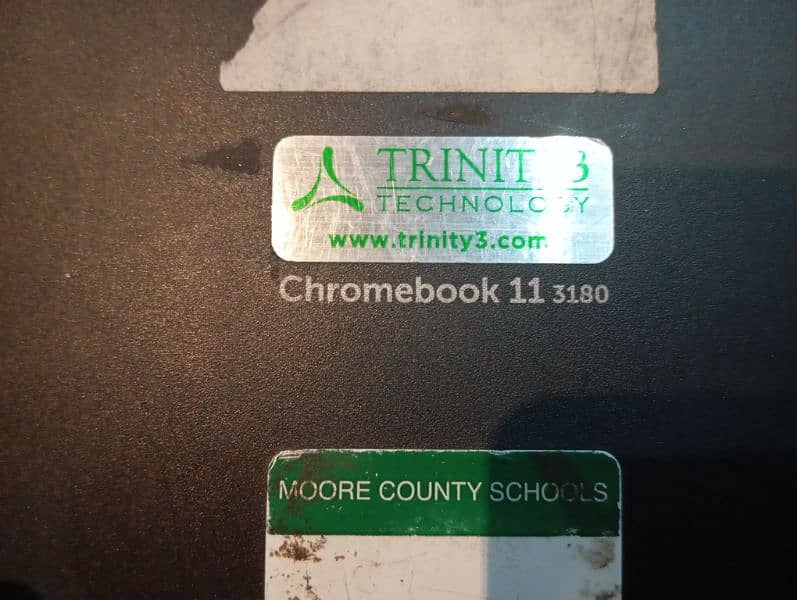 TRINITY3
TECHNOLOGY
www.trinity3.com
Chromebook 11 3180
MOORE COUNTY SCHOOLS